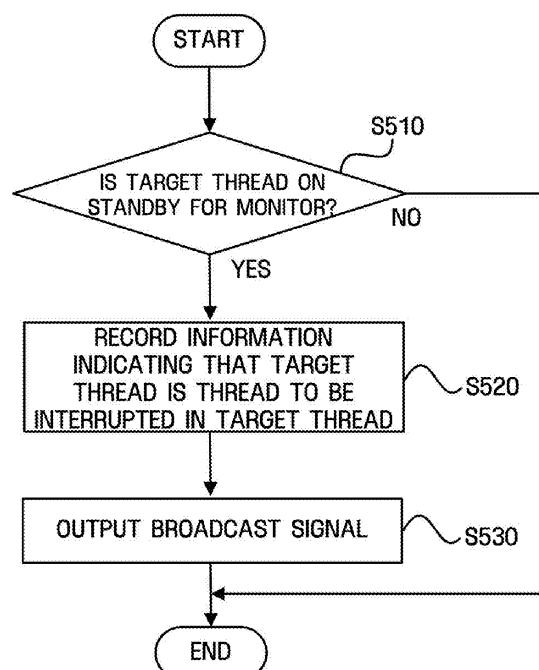 START
S510
IS TARGET THREAD ON
STANDBY FOR MONITOR?
NO
YES
RECORD INFORMATION
INDICATING THAT TARGET
THREAD IS THREAD TO BE
INTERRUPTED IN TARGET THREAD
S520
OUTPUT BROADCAST SIGNAL
S530
END